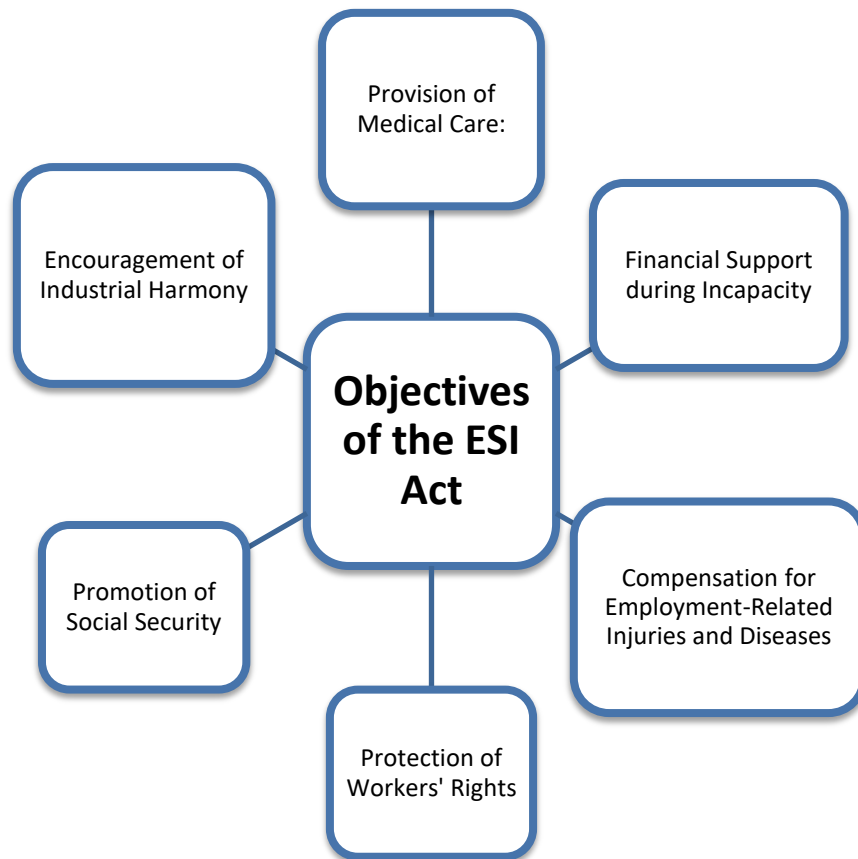 Provision of
Medical Care:
Encouragement of
Industrial Harmony
Financial Support
during Incapacity
Objectives
of the ESI
Act
Promotion of
Social Security
Compensation for
Employment-Related
Injuries and Diseases
Protection of
Workers' Rights